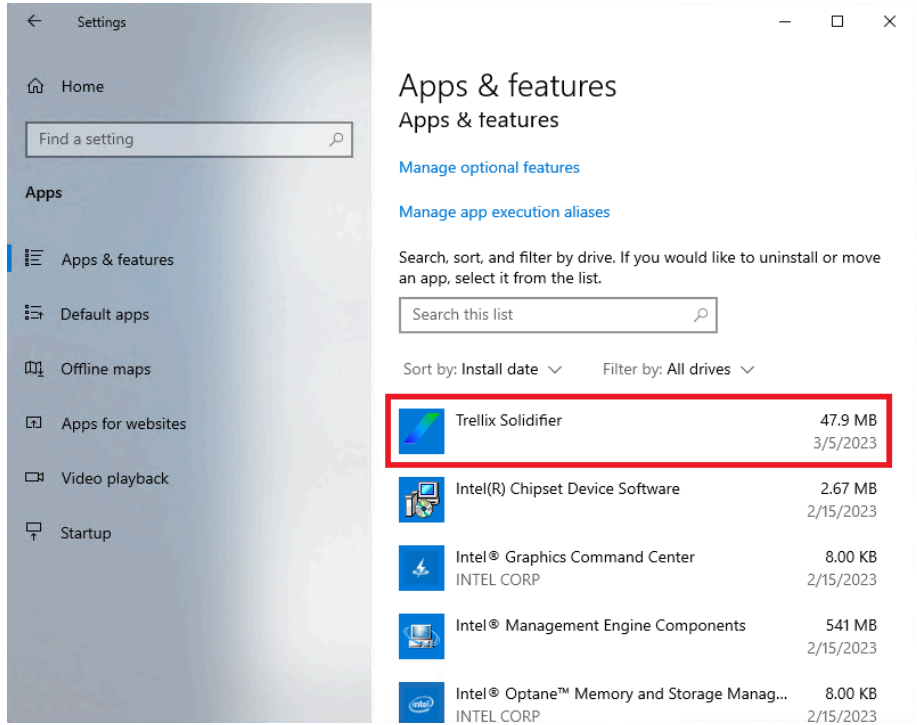 Settings
Home
Find a setting
Apps
Apps & features
Default apps
Offline maps
Apps for websites
Video playback
Startup
Apps & features
Apps & features
Manage optional features
Manage app execution aliases
Search, sort, and filter by drive. If you would like to uninstall or move
an app, select it from the list.
Search this list
Sort by: Install date Filter by: All drives
Trellix Solidifier 47.9 MB
3/5/2023
Intel(R) Chipset Device Software 2.67 MB
2/15/2023
Intel® Graphics Command Center 8.00 KB
INTEL CORP 2/15/2023
Intel® Management Engine Components 541 MB
2/15/2023
Intel® Optane™ Memory and Storage Manag... 8.00 KB
intel
INTEL CORP 2/15/2023